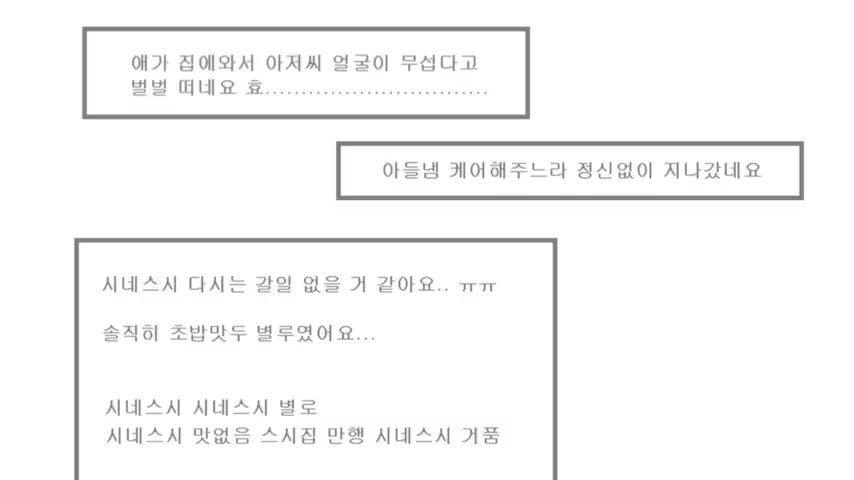 애가 집에와서 아저씨 얼굴이 무섭다고
벌벌 떠네요 효...............................
아들냄 케어해주느라 정신없이 지나갔네요
시네스시 다시는 갈일 없을 거 같아요.. ㅠㅠ
솔직히 초밥맛두 별루였어요...
시네스시 시네스시 별로
시네스시 맛없음 스시집 만행 시네스시 거품